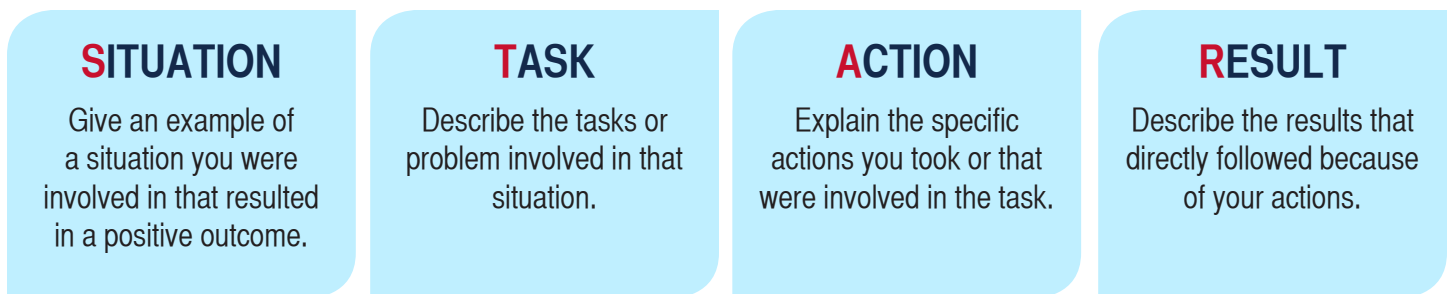 SITUATION
Give an example of
a situation you were
involved in that resulted
in a positive outcome.
TASK
Describe the tasks or
problem involved in that
situation.
ACTION
Explain the specific
actions you took or that
were involved in the task.
RESULT
Describe the results that
directly followed because
of your actions.